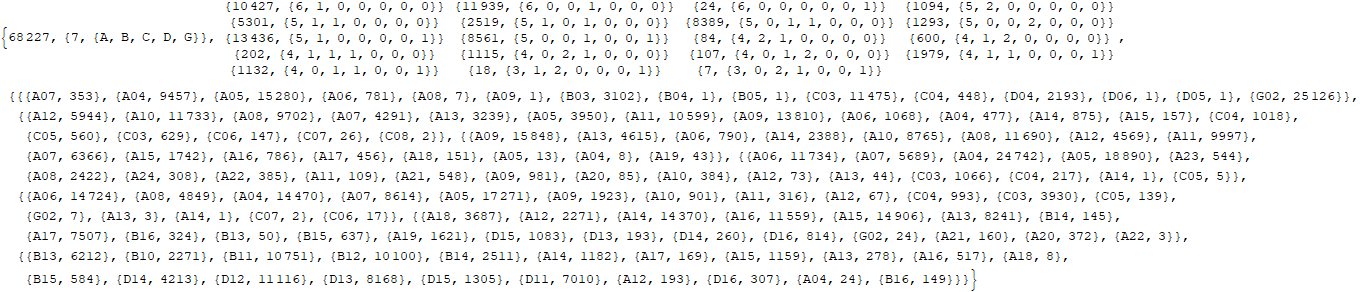 {10427, {6, 1, 0, 0, 0, 0, 0}} {11939, {6, 0, 0, 1, 0, 0, 0}} {24, {6, 0, 0, 0, 0, 0, 1}} {1094, {5, 2, 0, 0, 0, 0, 0}}
{5301, {5, 1, 1, 0, 0, 0, 0}} {2519, {5, 1, 0, 1, 0, 0, 0}} {8389, {5, 0, 1, 1, 0, 0, 0}} {1293, {5, 0, 0, 2, 0, 0, 0}}
{68227, {7, {A, B, C, D, G}}, {13436, {5, 1, 0, 0, 0, 0, 1}} {8561, {5, 0, 0, 1, 0, 0, 1}} {84, {4, 2, 1, 0, 0, 0, 0}} {600, {4, 1, 2, 0, 0, 0, 0}} ,
{202, {4, 1, 1, 1, 0, 0, 0}} {1115, {4, 0, 2, 1, 0, 0, 0}} {107, {4, 0, 1, 2, 0, 0, 0}} {1979, {4, 1, 1, 0, 0, 0, 1}}
{1132, {4, 0, 1, 1, 0, 0, 1}} {18, {3, 1, 2, 0, 0, 0, 1}} {7, {3, 0, 2, 1, 0, 0, 1}}
{{{A07, 353}, {A04, 9457}, {A05, 15280}, {A06, 781}, {A08, 7}, {A09, 1}, {B03, 3102}, {B04, 1}, {B05, 1}, {C03, 11475}, {C04, 448}, {D04, 2193}, {D06, 1}, {D05, 1}, {G02, 25126}},
{{A12, 5944}, {A10, 11733}, {A08, 9702}, {A07, 4291}, {A13, 3239}, {A05, 3950}, {A11, 10599}, {A09, 13810}, {A06, 1068}, {A04, 477}, {A14, 875}, {A15, 157}, {C04, 1018},
{C05, 560}, {C03, 629}, {C06, 147}, {C07, 26}, {C08, 2}}, {{A09, 15848}, {A13, 4615}, {A06, 790}, {A14, 2388}, {A10, 8765}, {A08, 11690}, {A12, 4569}, {A11, 9997},
{A07, 6366}, {A15, 1742}, {A16, 786}, {A17, 456}, {A18, 151}, {A05, 13}, {A04, 8}, {A19, 43}}, {{A06, 11734}, {A07, 5689}, {A04, 24742}, {A05, 18890}, {A23, 544},
{A08, 2422}, {A24, 308}, {A22, 385}, {A11, 109}, {A21, 548}, {A09, 981}, {A20, 85}, {A10, 384}, {A12, 73}, {A13, 44}, {C03, 1066}, {C04, 217}, {A14, 1}, {C05, 5}},
{{A06, 14724}, {A08, 4849}, {A04, 14470}, {A07, 8614}, {A05, 17271}, {A09, 1923}, {A10, 901}, {A11, 316}, {A12, 67}, {C04, 993}, {C03, 3930}, {C05, 139},
{G02, 7}, {A13, 3}, {A14, 1}, {C07, 2}, {C06, 17}}, {{A18, 3687}, {A12, 2271}, {A14, 14370}, {A16, 11559}, {A15, 14906}, {A13, 8241}, {B14, 145},
{A17, 7507}, {B16, 324}, {B13, 50}, {B15, 637}, {A19, 1621}, {D15, 1083}, {D13, 193}, {D14, 260}, {D16, 814}, {G02, 24}, {A21, 160}, {A20, 372}, {A22, 3}},
{{B13, 6212}, {B10, 2271}, {B11, 10751}, {B12, 10100}, {B14, 2511}, {A14, 1182}, {A17, 169}, {A15, 1159}, {A13, 278}, {A16, 517}, {A18, 8},
{B15, 584}, {D14, 4213}, {D12, 11116}, {D13, 8168}, {D15, 1305}, {D11, 7010}, {A12, 193}, {D16, 307}, {A04, 24}, {B16, 149}}}}